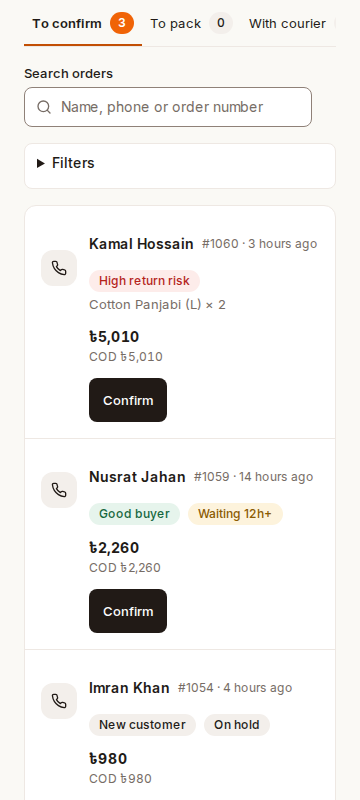 To confirm 3 To pack 0 With courier
Search orders
Name, phone or order number
Filters
Kamal Hossain #1060 · 3 hours ago
High return risk
Cotton Panjabi (L) × 2
৳5,010
COD ৳5,010
Confirm
Nusrat Jahan #1059 · 14 hours ago
Good buyer Waiting 12h+
৳2,260
COD ৳2,260
Confirm
Imran Khan #1054 · 4 hours ago
New customer On hold
৳980
COD ৳980